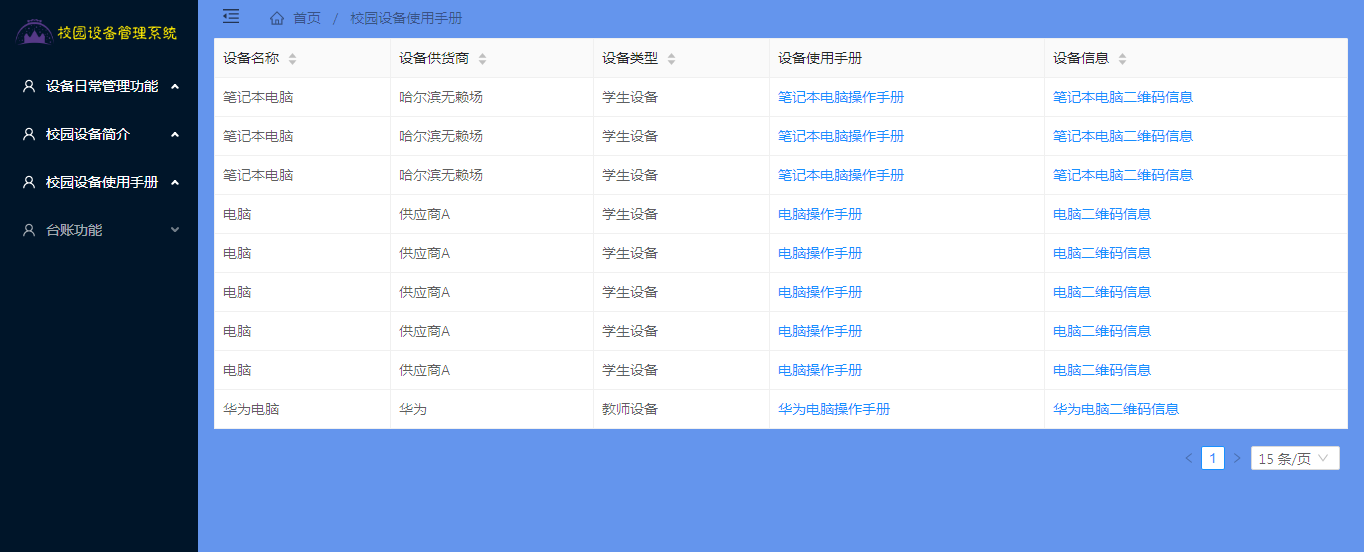 校园设备管理系统
设备日常管理功能
校园设备简介
校园设备使用手册
台账功能
首页 / 校园设备使用手册
设备名称 设备供货商 设备类型 设备使用手册 设备信息
笔记本电脑 哈尔滨无赖场 学生设备 笔记本电脑操作手册 笔记本电脑二维码信息
笔记本电脑 哈尔滨无赖场 学生设备 笔记本电脑操作手册 笔记本电脑二维码信息
笔记本电脑 哈尔滨无赖场 学生设备 笔记本电脑操作手册 笔记本电脑二维码信息
电脑 供应商A 学生设备 电脑操作手册 电脑二维码信息
电脑 供应商A 学生设备 电脑操作手册 电脑二维码信息
电脑 供应商A 学生设备 电脑操作手册 电脑二维码信息
电脑 供应商A 学生设备 电脑操作手册 电脑二维码信息
电脑 供应商A 学生设备 电脑操作手册 电脑二维码信息
华为电脑 华为 教师设备 华为电脑操作手册 华为电脑二维码信息
< 1 > 15 条/页